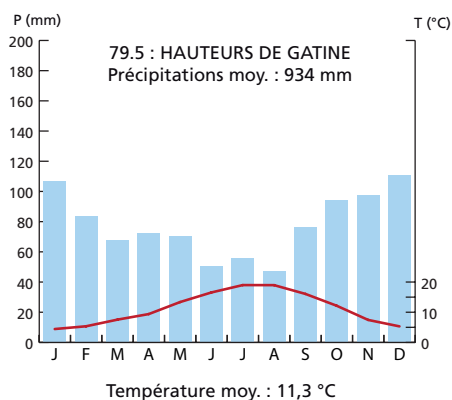 P (mm)
T (°C)
79.5 : HAUTEURS DE GATINE
Précipitations moy. : 934 mm
200
180
160
140
120
100
80
60
40
20
0
20
10
0
J F M A M J J A S O N D
Température moy. : 11,3 °C